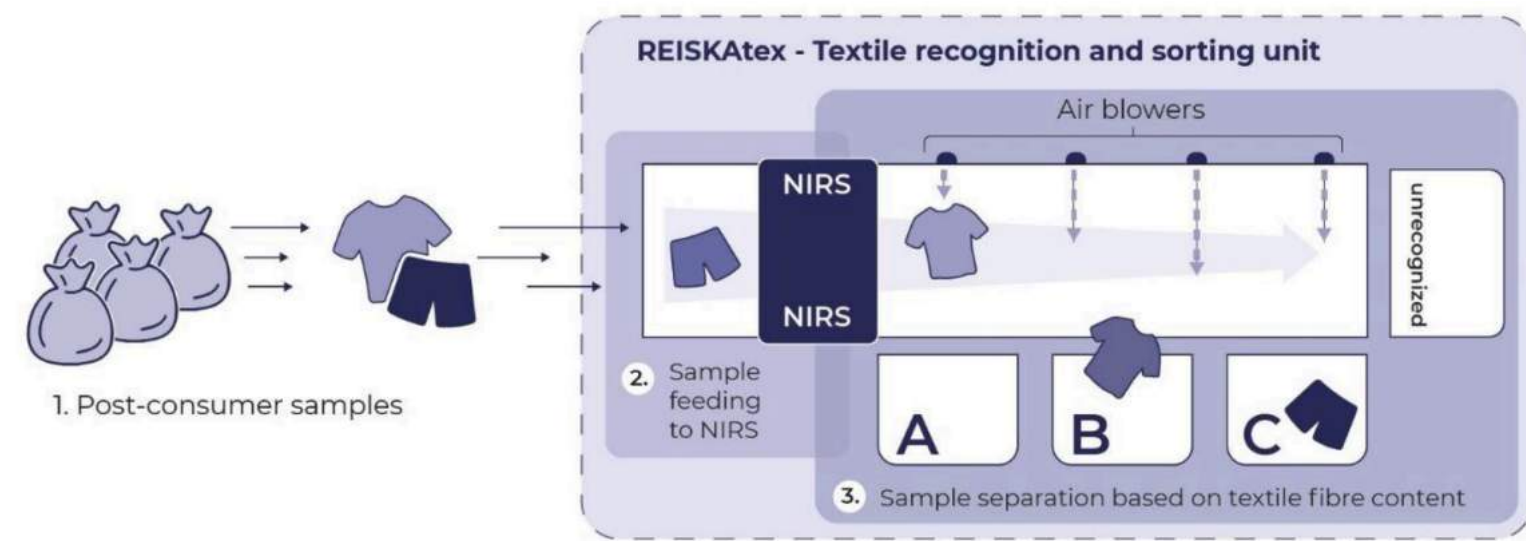 REISKAtex - Textile recognition and sorting unit
Air blowers
NIRS
NIRS
unrecognized
1. Post-consumer samples
2. Sample
feeding
to NIRS
A
B
C
3. Sample separation based on textile fibre content